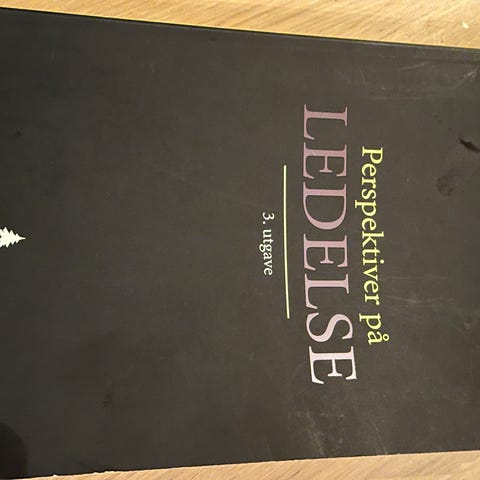 Perspektiver på
LEDELSE
3. utgave